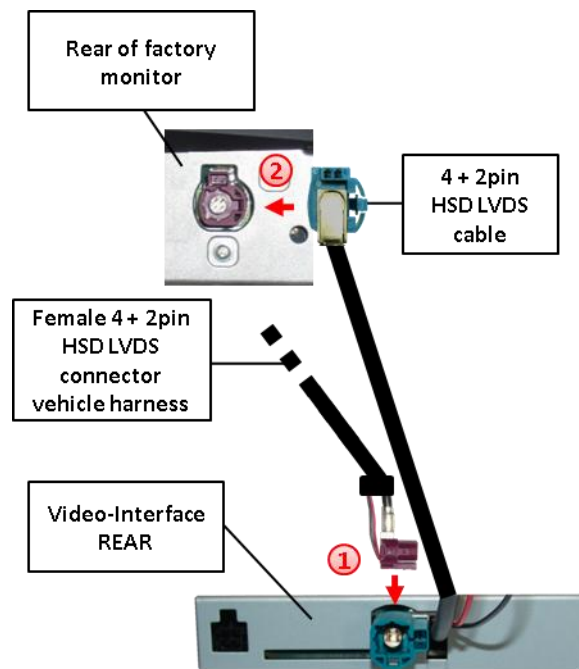 Rear of factory
monitor
2
4 + 2pin
HSD LVDS
cable
Female 4 + 2pin
HSD LVDS
connector
vehicle harness
Video-Interface
REAR
1